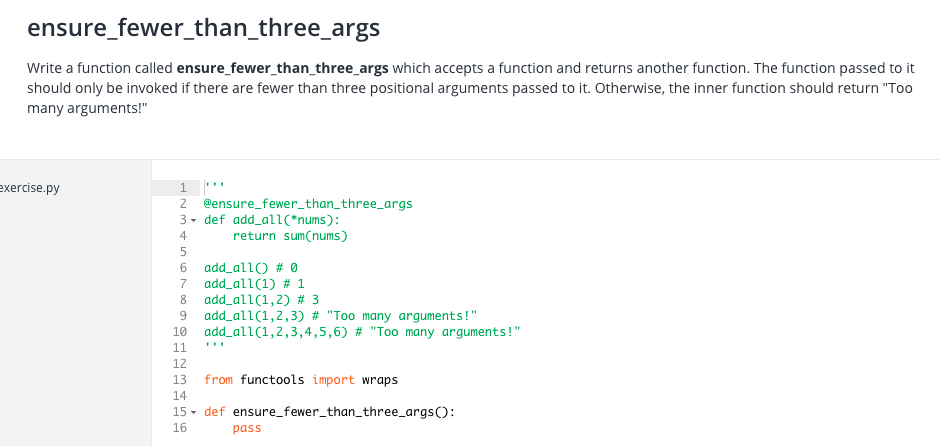 ensure_fewer_than_three_args
Write a function called ensure_fewer_than_three_args which accepts a function and returns another function. The function passed to it
should only be invoked if there are fewer than three positional arguments passed to it. Otherwise, the inner function should return "Too
many arguments!"
exercise.py
1 '''
2 @ensure_fewer_than_three_args
3 def add_all(*nums):
4     return sum(nums)
5
6 add_all() # 0
7 add_all(1) # 1
8 add_all(1,2) # 3
9 add_all(1,2,3) # "Too many arguments!"
10 add_all(1,2,3,4,5,6) # "Too many arguments!"
11 '''
12
13 from functools import wraps
14
15 def ensure_fewer_than_three_args():
16     pass